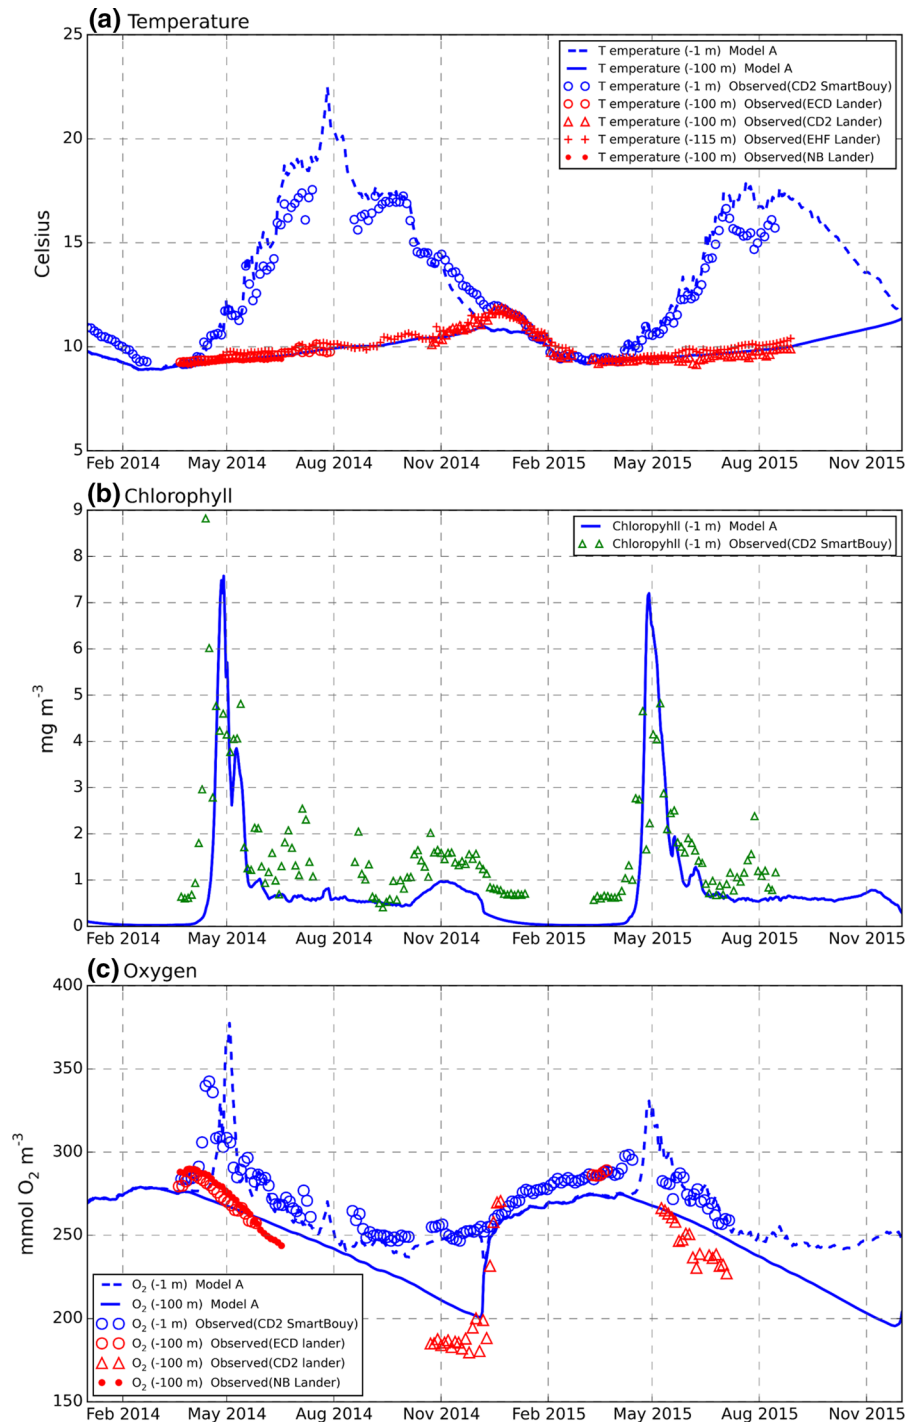 (a) Temperature
25
20
15
10
5
Celsius
T emperature (-1 m) Model A
T emperature (-100 m) Model A
T emperature (-1 m) Observed(CD2 SmartBouy)
T emperature (-100 m) Observed(ECD Lander)
T emperature (-100 m) Observed(CD2 Lander)
T emperature (-115 m) Observed(EHF Lander)
T emperature (-100 m) Observed(NB Lander)
Feb 2014 May 2014 Aug 2014 Nov 2014 Feb 2015 May 2015 Aug 2015 Nov 2015
(b) Chlorophyll
9
8
7
6
5
4
3
2
1
0
mg m⁻³
Chloropyhll (-1 m) Model A
Chloropyhll (-1 m) Observed(CD2 SmartBouy)
Feb 2014 May 2014 Aug 2014 Nov 2014 Feb 2015 May 2015 Aug 2015 Nov 2015
(c) Oxygen
400
350
300
250
200
150
mmol O₂ m⁻³
O₂ (-1 m) Model A
O₂ (-100 m) Model A
O₂ (-1 m) Observed(CD2 SmartBouy)
O₂ (-100 m) Observed(ECD lander)
O₂ (-100 m) Observed(CD2 lander)
O₂ (-100 m) Observed(NB Lander)
Feb 2014 May 2014 Aug 2014 Nov 2014 Feb 2015 May 2015 Aug 2015 Nov 2015